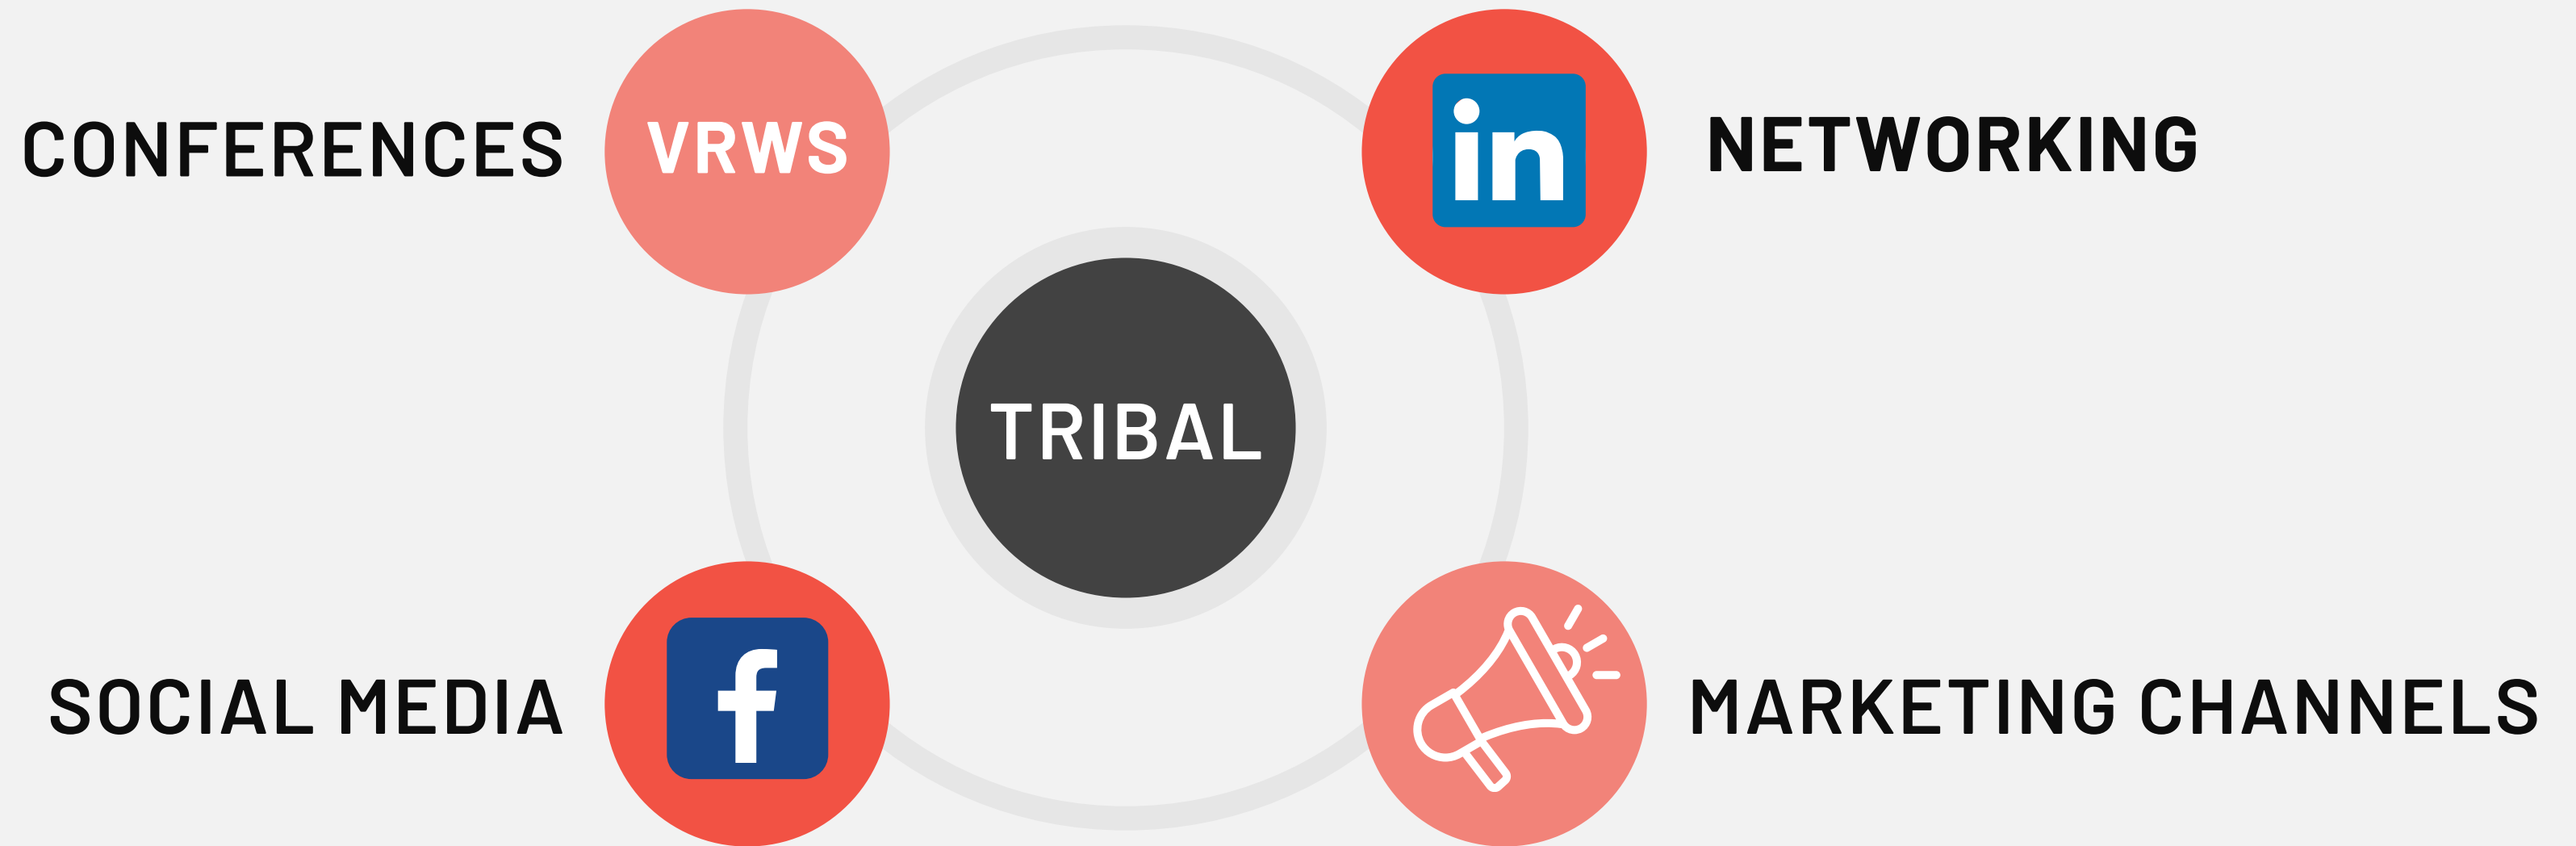 CONFERENCES
VRWS
in
NETWORKING
TRIBAL
SOCIAL MEDIA
f
MARKETING CHANNELS